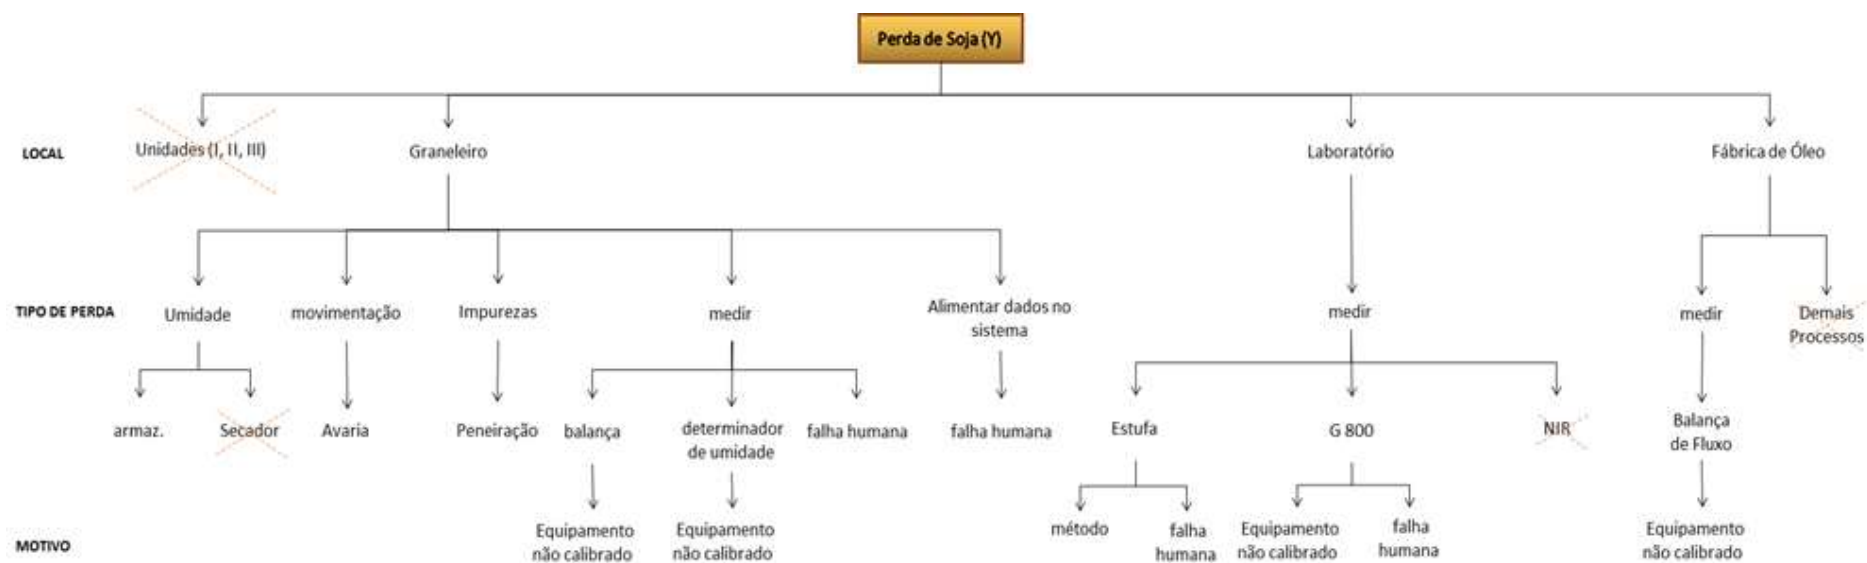 Perda de Soja (Y)
LOCAL
Unidades (I, II, III)
Graneleiro
Laboratório
Fábrica de Óleo
TIPO DE PERDA
Umidade
movimentação
Impurezas
medir
Alimentar dados no
sistema
medir
medir
Demais
Processos
armaz.
Secador
Avaria
Peneiração
balança
determinador
de umidade
falha humana
falha humana
Estufa
G 800
NIR
Balança
de Fluxo
MOTIVO
Equipamento
não calibrado
Equipamento
não calibrado
método
falha
humana
Equipamento
não calibrado
falha
humana
Equipamento
não calibrado